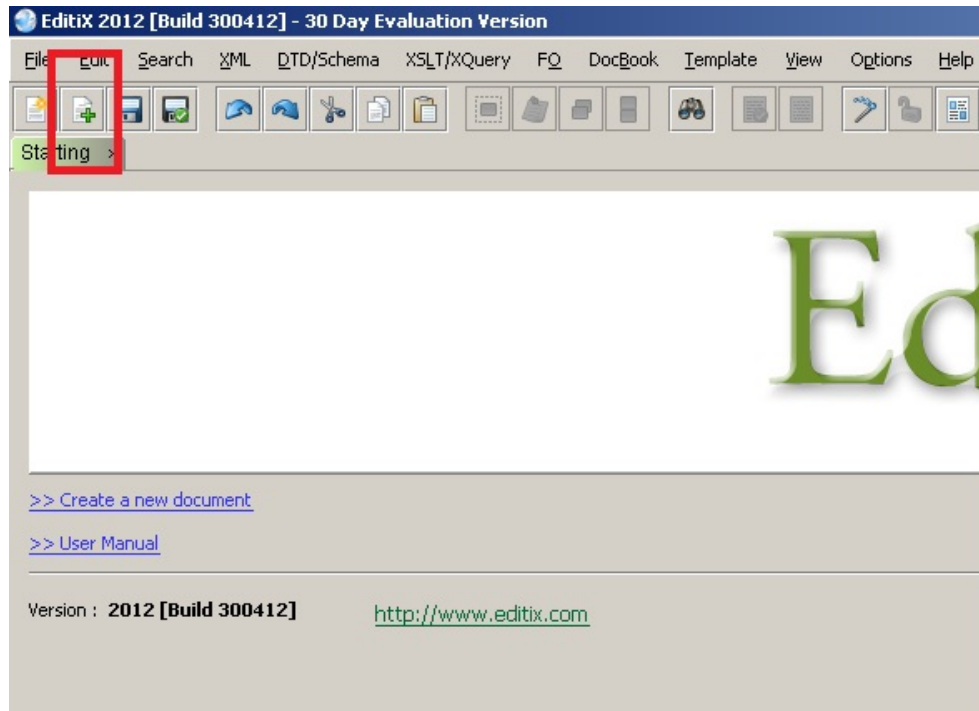 EditiX 2012 [Build 300412] - 30 Day Evaluation Version
File Edit Search XML DTD/Schema XSLT/XQuery FO DocBook Template View Options Help
Starting ×
Ed
>> Create a new document
>> User Manual
Version : 2012 [Build 300412] http://www.editix.com